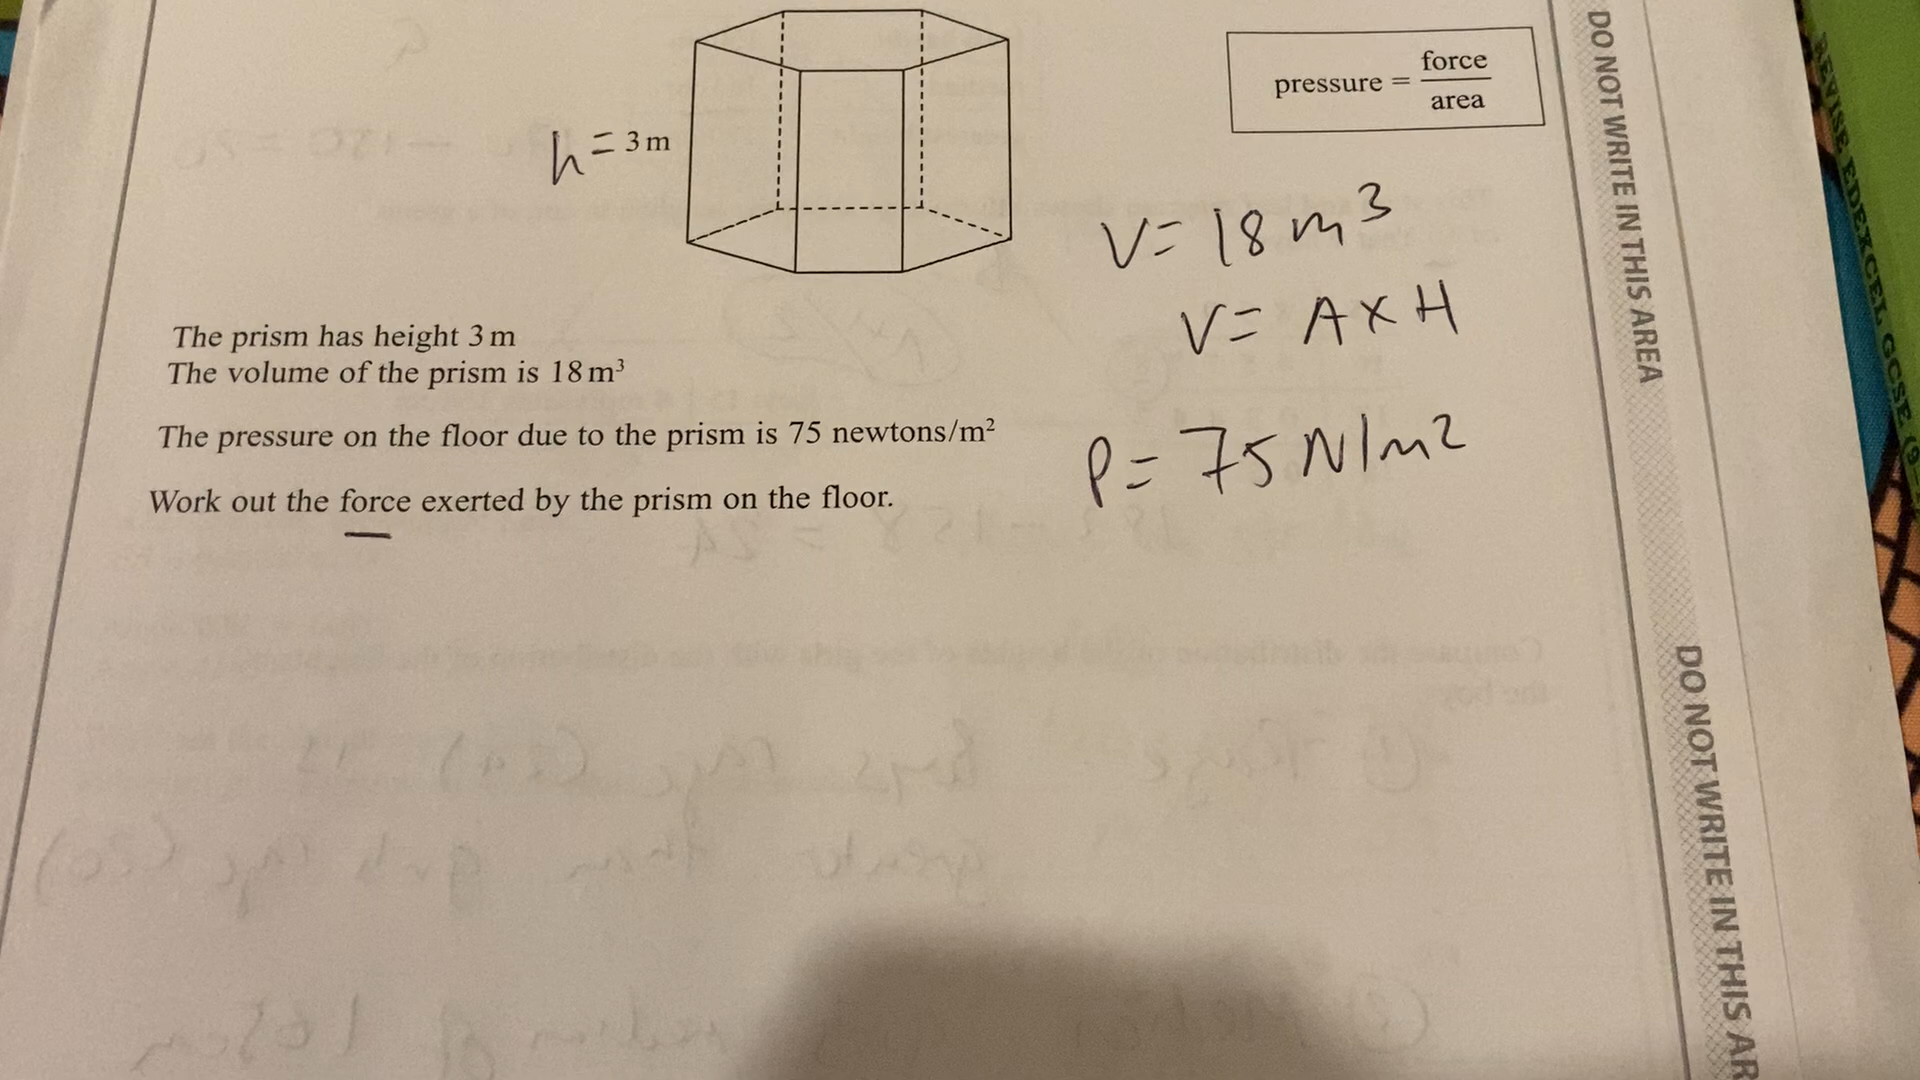 pressure = force / area
h = 3 m
V = 18 m³
V = A × H
The prism has height 3 m
The volume of the prism is 18 m³
The pressure on the floor due to the prism is 75 newtons/m²
P = 75 N/m²
Work out the force exerted by the prism on the floor.
DO NOT WRITE IN THIS AREA
DO NOT WRITE IN THIS AR
REVISE EDEXCEL GCSE (9–